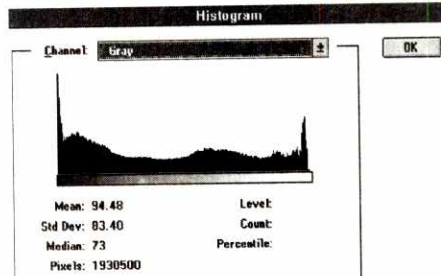 Histogram
Channel: Gray
OK
Mean: 94.48 Level:
Std Dev: 83.40 Count:
Median: 73 Percentile:
Pixels: 1930500